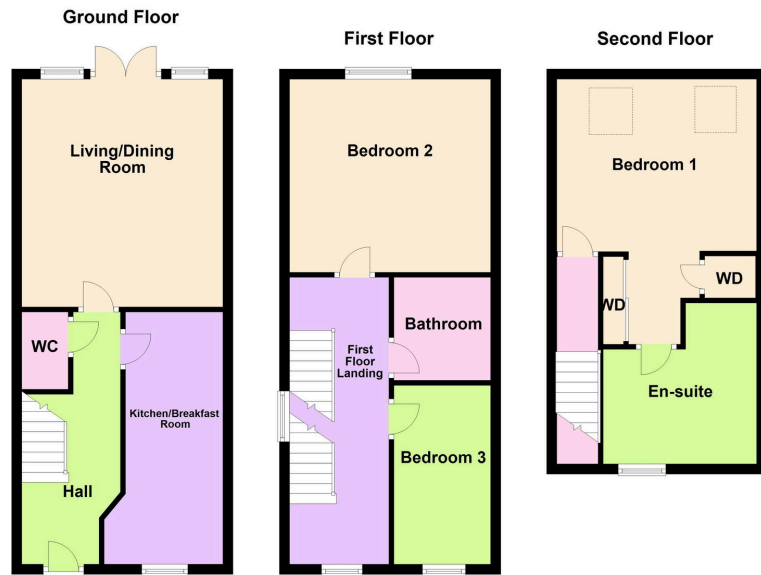 Ground Floor
Living/Dining
Room
WC
Kitchen/Breakfast
Room
Hall
First Floor
Bedroom 2
First
Floor
Landing
Bathroom
Bedroom 3
Second Floor
Bedroom 1
WD
WD
En-suite